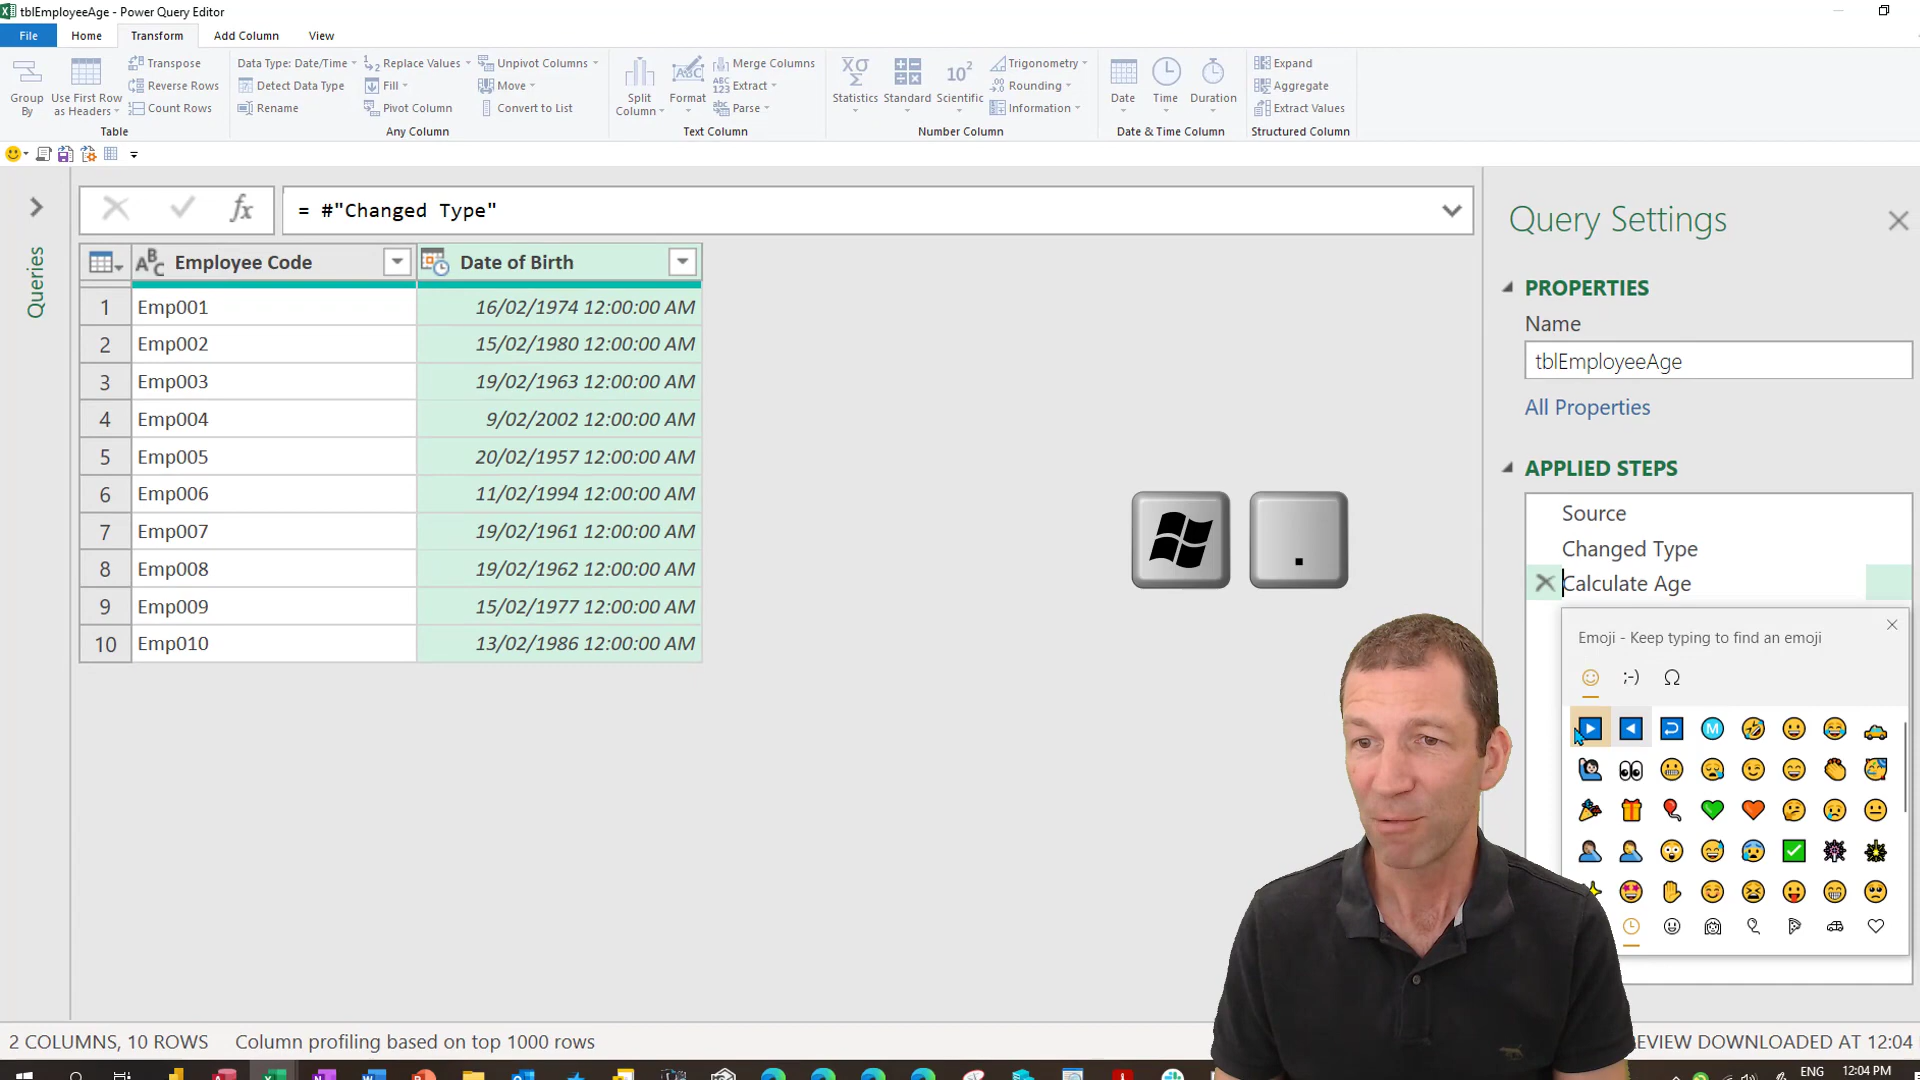 tblEmployeeAge - Power Query Editor
File Home Transform Add Column View
Group By
Use First Row as Headers
Transpose
Reverse Rows
Count Rows
Table
Data Type: Date/Time
Detect Data Type
Rename
Replace Values
Fill
Pivot Column
Unpivot Columns
Move
Convert to List
Any Column
Split Column
Format
Merge Columns
Extract
Parse
Text Column
Statistics
Standard
Scientific
Trigonometry
Rounding
Information
Number Column
Date
Time
Duration
Date & Time Column
Expand
Aggregate
Extract Values
Structured Column
Queries
fx = #"Changed Type"
Employee Code Date of Birth
1 Emp001 16/02/1974 12:00:00 AM
2 Emp002 15/02/1980 12:00:00 AM
3 Emp003 19/02/1963 12:00:00 AM
4 Emp004 9/02/2002 12:00:00 AM
5 Emp005 20/02/1957 12:00:00 AM
6 Emp006 11/02/1994 12:00:00 AM
7 Emp007 19/02/1961 12:00:00 AM
8 Emp008 19/02/1962 12:00:00 AM
9 Emp009 15/02/1977 12:00:00 AM
10 Emp010 13/02/1986 12:00:00 AM
Query Settings
PROPERTIES
Name
tblEmployeeAge
All Properties
APPLIED STEPS
Source
Changed Type
Calculate Age
Emoji - Keep typing to find an emoji
;-) Ω
2 COLUMNS, 10 ROWS Column profiling based on top 1000 rows
EVIEW DOWNLOADED AT 12:04
ENG 12:04 PM